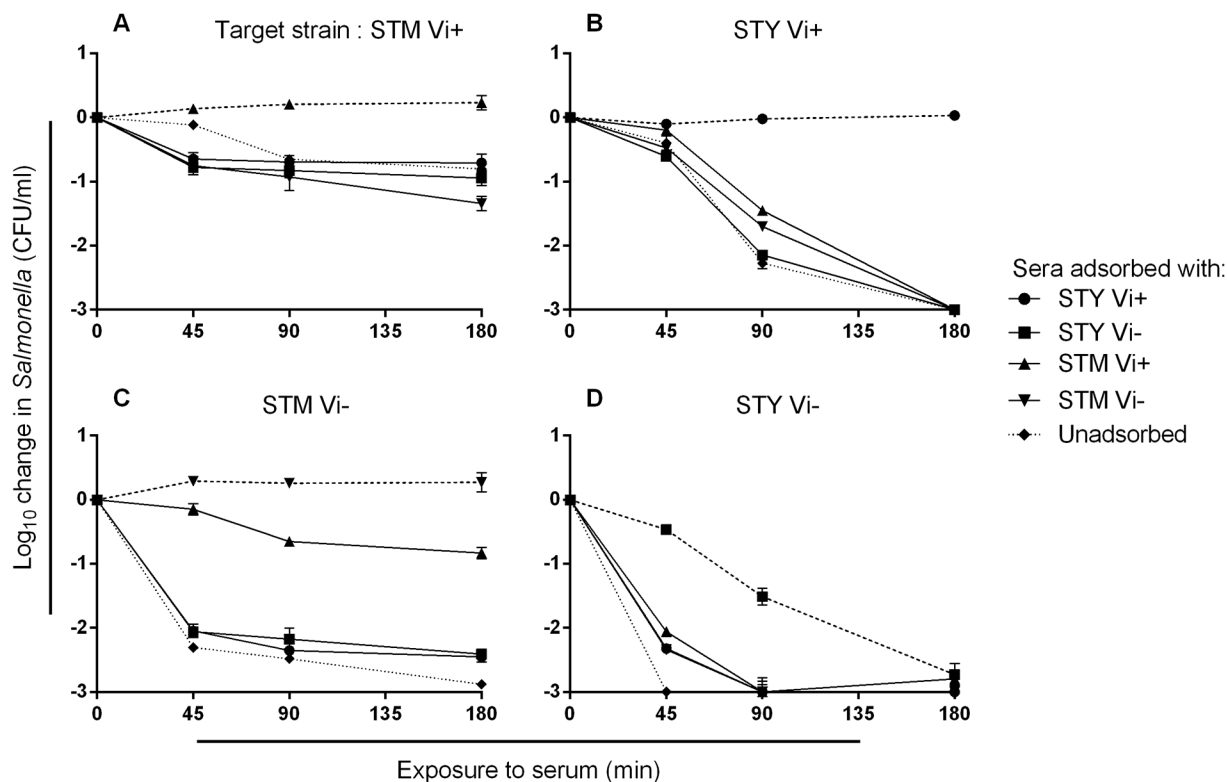 A
Target strain : STM Vi+
1
0
-1
-2
-3
0
45
90
135
180
B
STY Vi+
1
0
-1
-2
-3
0
45
90
135
180
C
STM Vi-
1
0
-1
-2
-3
0
45
90
135
180
D
STY Vi-
1
0
-1
-2
-3
0
45
90
135
180
Log10 change in Salmonella (CFU/ml)
Exposure to serum (min)
Sera adsorbed with:
STY Vi+
STY Vi-
STM Vi+
STM Vi-
Unadsorbed